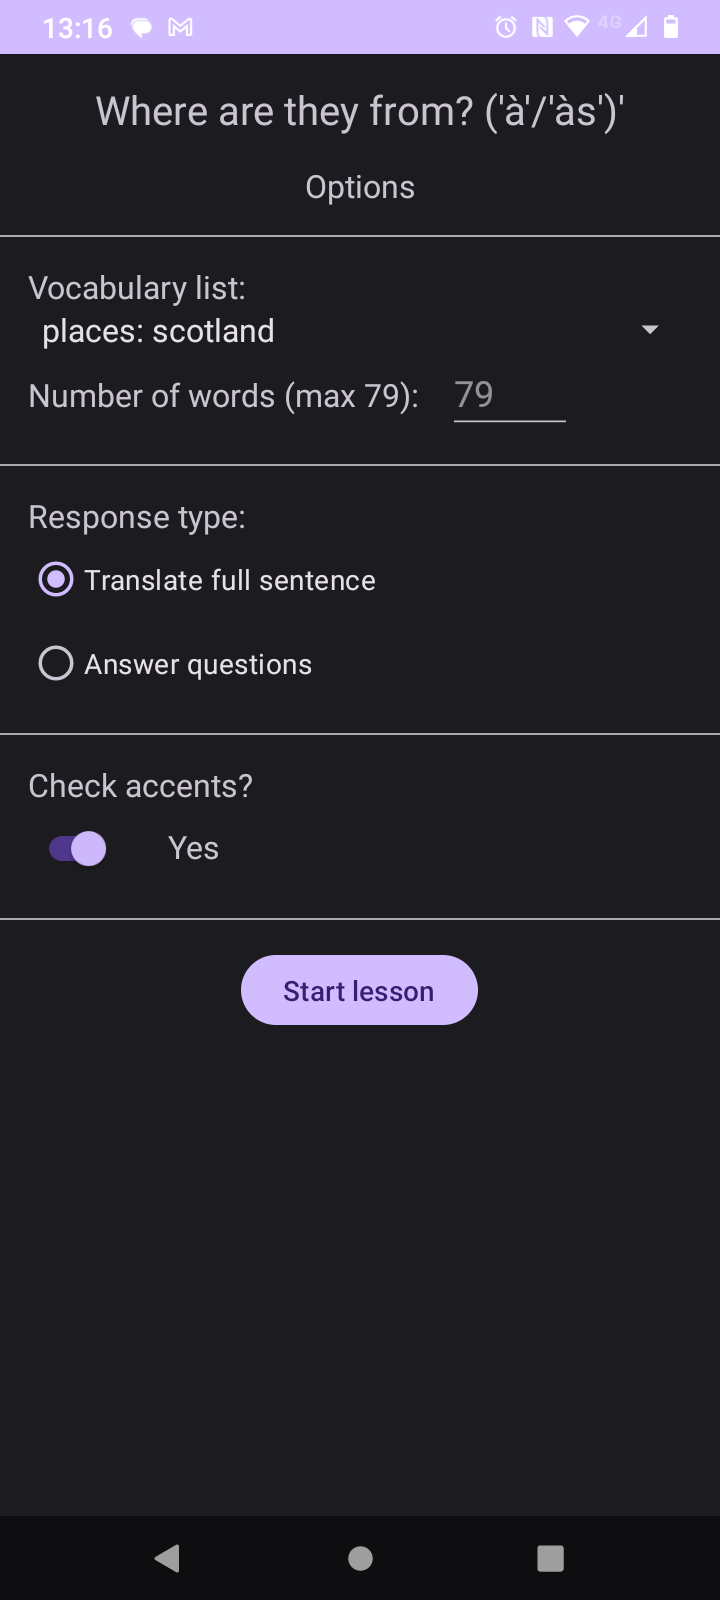 13:16
4G
Where are they from? ('à'/'às')'
Options
Vocabulary list:
places: scotland
Number of words (max 79): 79
Response type:
Translate full sentence
Answer questions
Check accents?
Yes
Start lesson